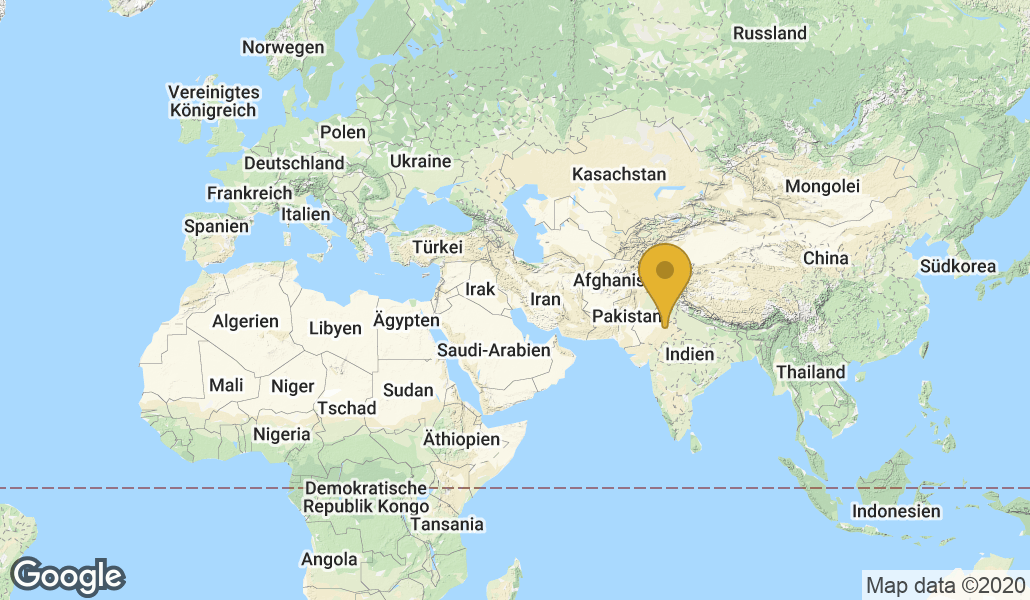 Russland
Norwegen
Vereinigtes
Königreich
Polen
Deutschland
Ukraine
Kasachstan
Mongolei
Frankreich
Italien
Spanien
Türkei
China
Südkorea
Afghanis
Irak
Iran
Pakistan
Algerien
Libyen
Ägypten
Saudi-Arabien
Indien
Thailand
Mali
Niger
Sudan
Tschad
Nigeria
Äthiopien
Demokratische
Republik Kongo
Indonesien
Tansania
Angola
Google
Map data ©2020